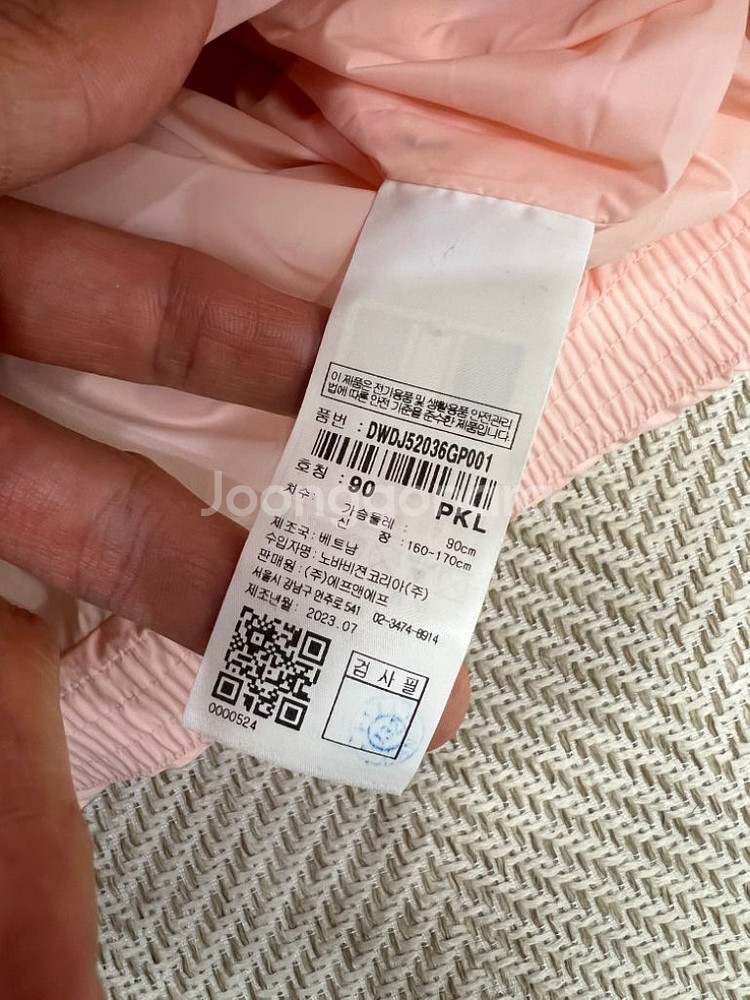 이 제품은 전기용품 및 생활용품 안전관리
법에 따른 안전 기준을 준수한 제품입니다.
품번 : DWDJ52036GP001
호칭 : 90 PKL
치수 : 가슴둘레 : 90cm
신 장 : 160-170cm
제조국 : 베트남
수입자명 : 노바비젼코리아(주)
판매원 : (주)에프앤에프
서울시 강남구 언주로 541 02-3474-8914
제조년월 : 2023.07
0000524
검 사 필